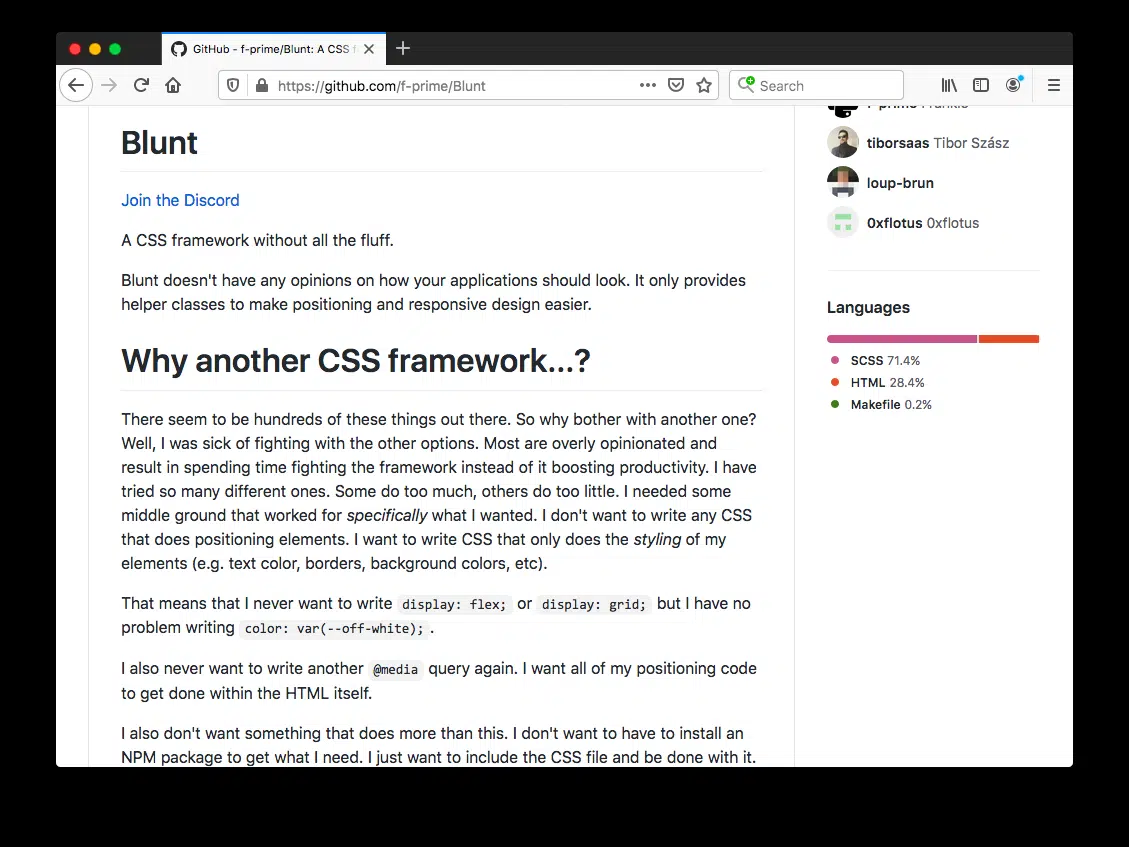 GitHub - f-prime/Blunt: A CSS f
https://github.com/f-prime/Blunt
Search
Blunt
Join the Discord
A CSS framework without all the fluff.
Blunt doesn't have any opinions on how your applications should look. It only provides
helper classes to make positioning and responsive design easier.
Why another CSS framework...?
There seem to be hundreds of these things out there. So why bother with another one?
Well, I was sick of fighting with the other options. Most are overly opinionated and
result in spending time fighting the framework instead of it boosting productivity. I have
tried so many different ones. Some do too much, others do too little. I needed some
middle ground that worked for specifically what I wanted. I don't want to write any CSS
that does positioning elements. I want to write CSS that only does the styling of my
elements (e.g. text color, borders, background colors, etc).
That means that I never want to write display: flex; or display: grid; but I have no
problem writing color: var(--off-white); .
I also never want to write another @media query again. I want all of my positioning code
to get done within the HTML itself.
I also don't want something that does more than this. I don't want to have to install an
NPM package to get what I need. I just want to include the CSS file and be done with it.
f-prime Frankie
tiborsaas Tibor Szász
loup-brun
0xflotus 0xflotus
Languages
SCSS 71.4%
HTML 28.4%
Makefile 0.2%